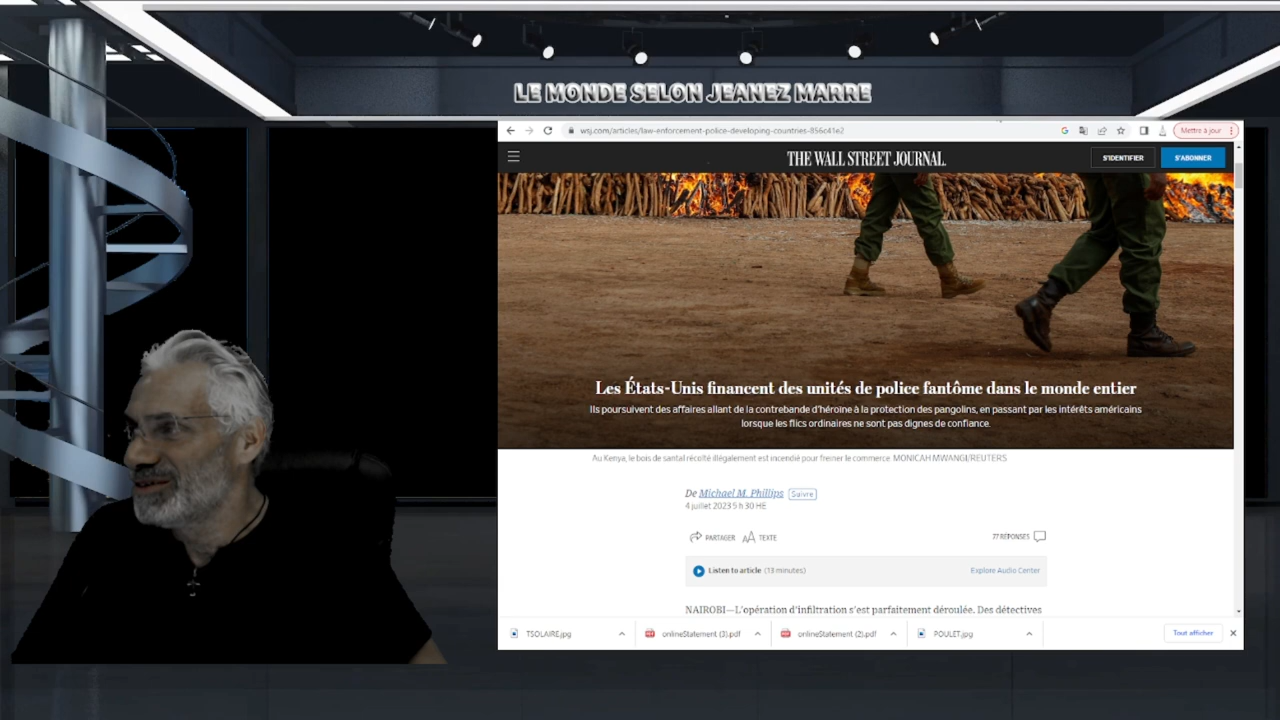 LE MONDE SELON JEANEZ MARRE
wsj.com/articles/law-enforcement-police-developing-countries-856c41e2
Mettre à jour
THE WALL STREET JOURNAL.
S'IDENTIFIER
S'ABONNER
Les États-Unis financent des unités de police fantôme dans le monde entier
Ils poursuivent des affaires allant de la contrebande d'héroïne à la protection des pangolins, en passant par les intérêts américains
lorsque les flics ordinaires ne sont pas dignes de confiance.
Au Kenya, le bois de santal récolté illégalement est incendié pour freiner le commerce. MONICAH MWANGI/REUTERS
De Michael M. Phillips Suivre
4 juillet 2023 5 h 30 HE
PARTAGER AA TEXTE
77 RÉPONSES
Listen to article (13 minutes)
Explore Audio Center
NAIROBI—L'opération d'infiltration s'est parfaitement déroulée. Des détectives
TSOLAIRE.jpg
onlineStatement (3).pdf
onlineStatement (2).pdf
POULET.jpg
Tout afficher